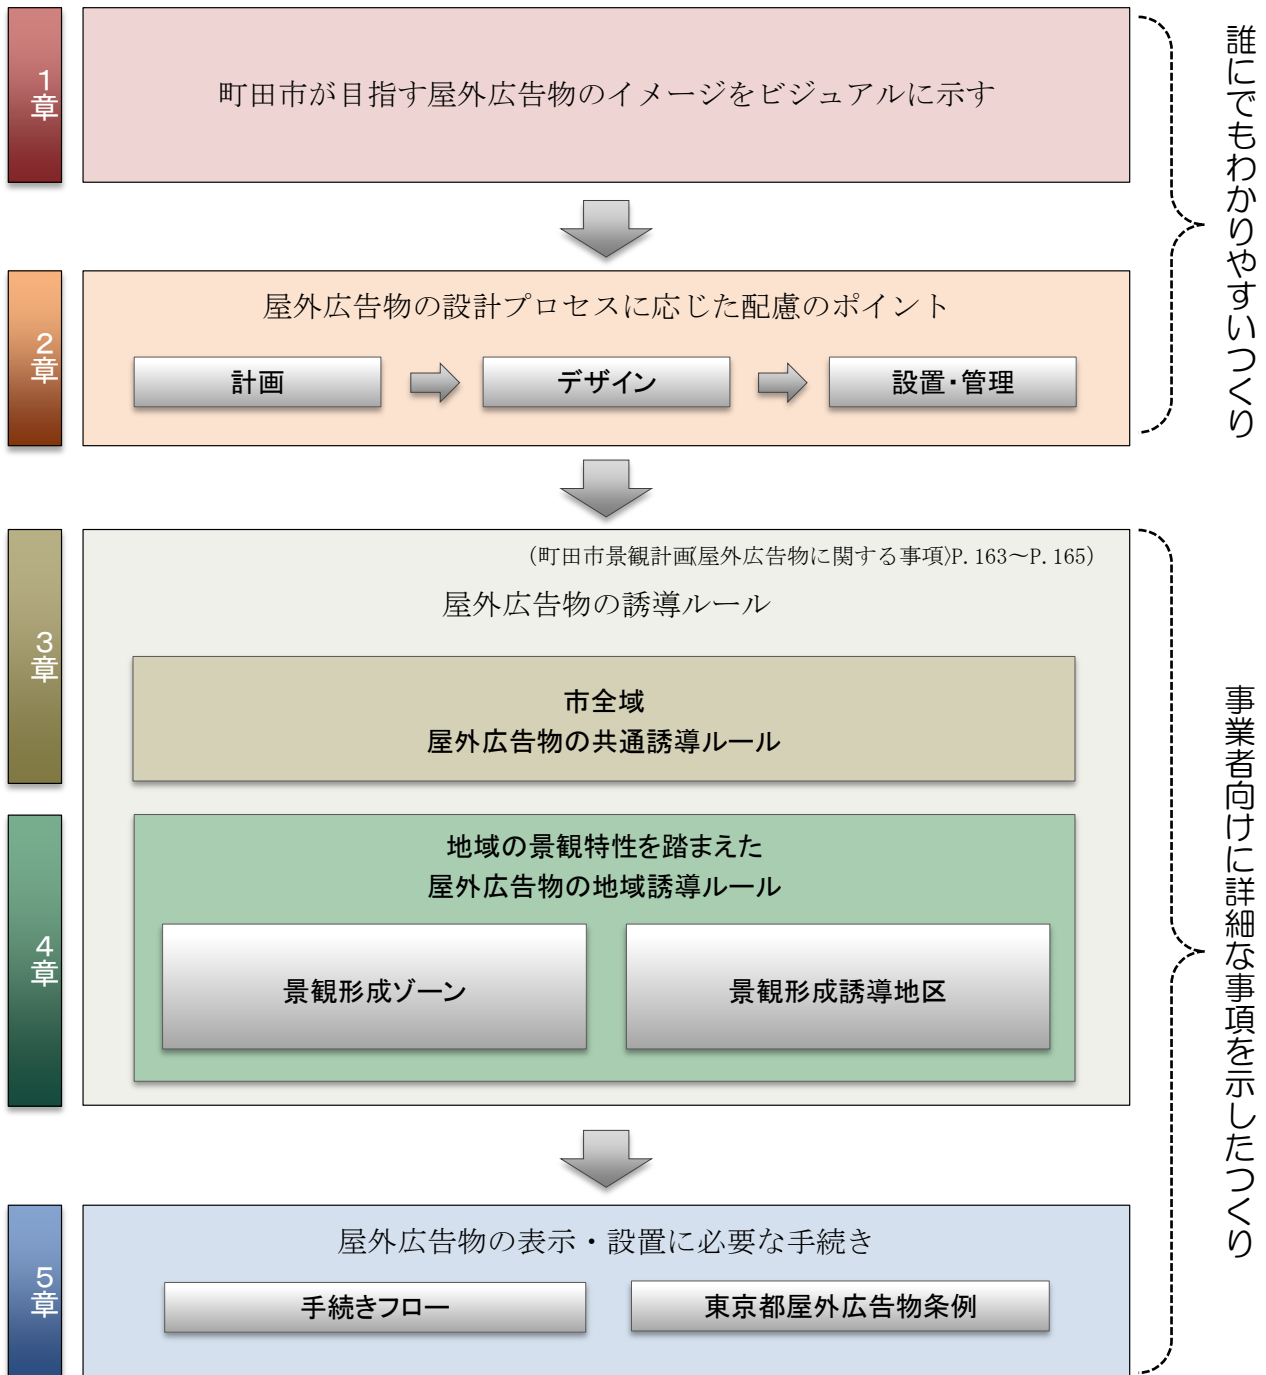 1章
町田市が目指す屋外広告物のイメージをビジュアルに示す
2章
屋外広告物の設計プロセスに応じた配慮のポイント
計画
デザイン
設置・管理
誰にでもわかりやすいつくり
3章
(町田市景観計画〈屋外広告物に関する事項〉P.163～P.165)
屋外広告物の誘導ルール
市全域
屋外広告物の共通誘導ルール
4章
地域の景観特性を踏まえた
屋外広告物の地域誘導ルール
景観形成ゾーン
景観形成誘導地区
5章
屋外広告物の表示・設置に必要な手続き
手続きフロー
東京都屋外広告物条例
事業者向けに詳細な事項を示したつくり